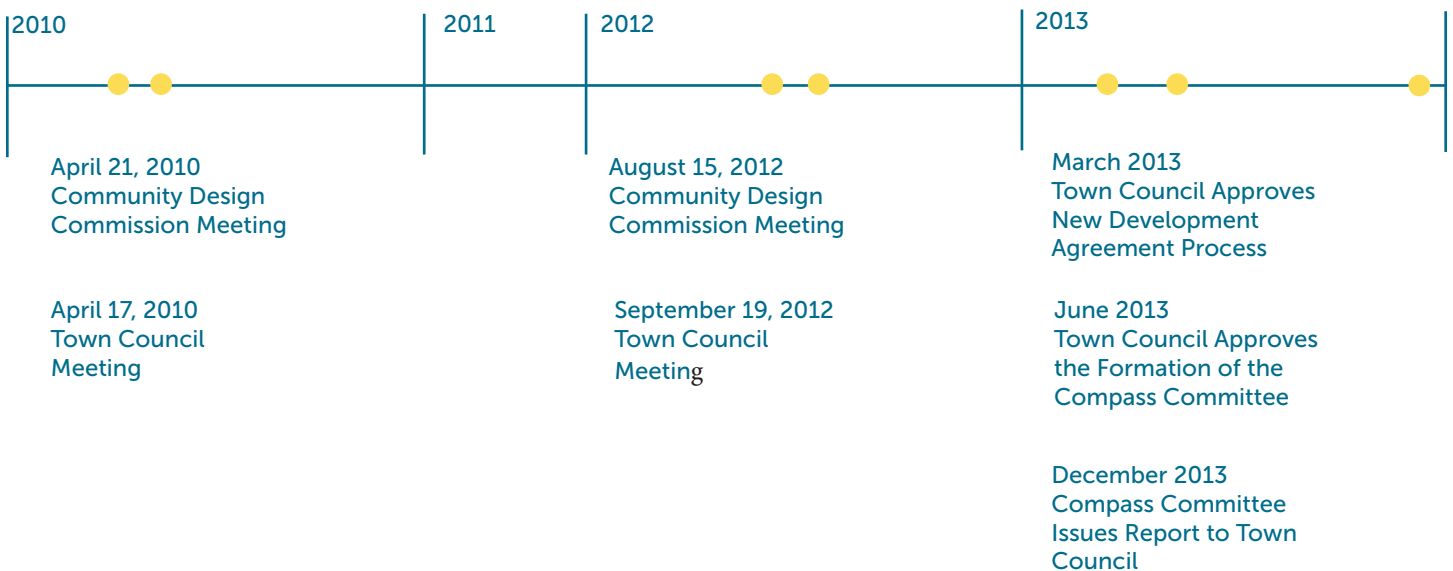 2010
2011
2012
2013
April 21, 2010
Community Design
Commission Meeting
April 17, 2010
Town Council
Meeting
August 15, 2012
Community Design
Commission Meeting
September 19, 2012
Town Council
Meeting
March 2013
Town Council Approves
New Development
Agreement Process
June 2013
Town Council Approves
the Formation of the
Compass Committee
December 2013
Compass Committee
Issues Report to Town
Council